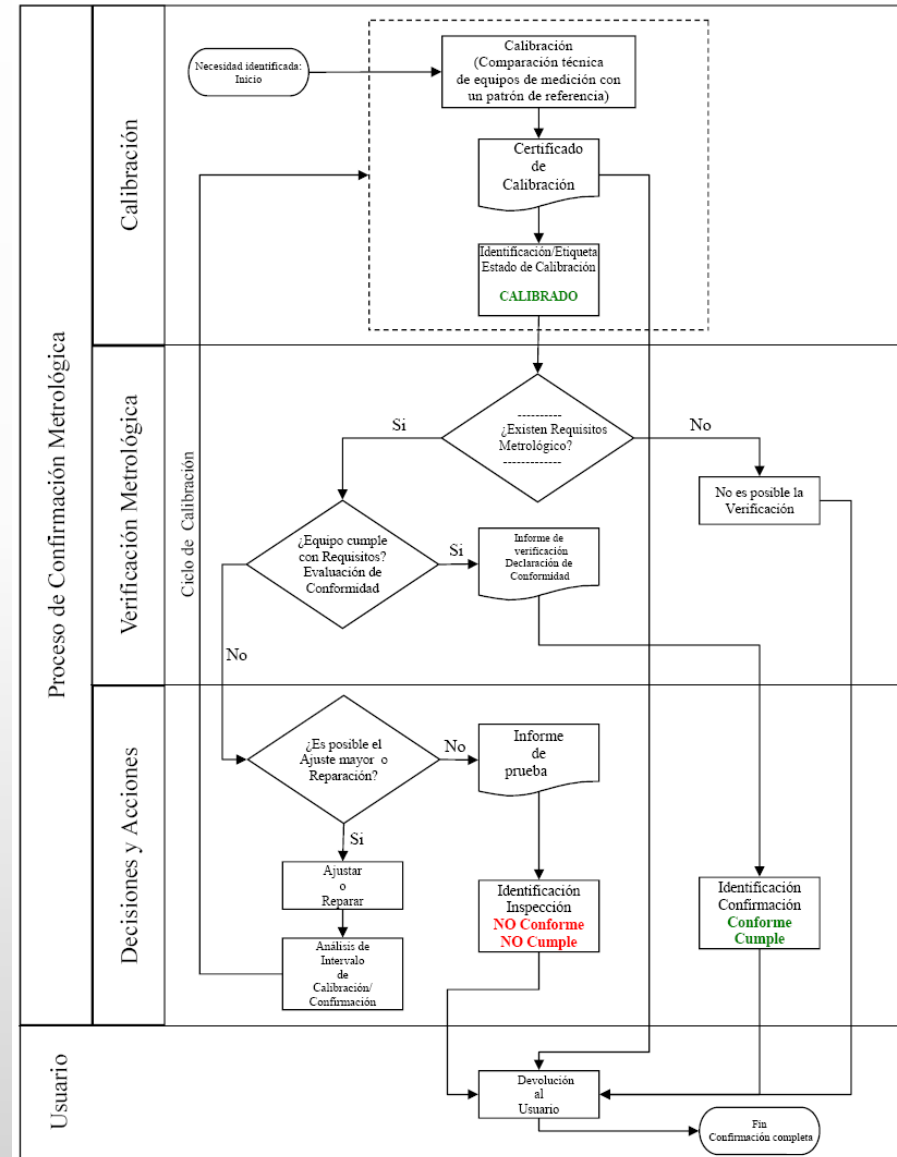 Proceso de Confirmación Metrológica
Calibración
Necesidad identificada:
Inicio
Calibración
(Comparación técnica
de equipos de medición con
un patrón de referencia)
Certificado
de
Calibración
Identificación/Etiqueta
Estado de Calibración
CALIBRADO
Verificación Metrológica
Ciclo de Calibración
¿Existen Requisitos
Metrológico?
Si
No
No es posible la
Verificación
¿Equipo cumple
con Requisitos?
Evaluación de
Conformidad
Si
No
Informe de
verificación
Declaración de
Conformidad
Decisiones y Acciones
¿Es posible el
Ajuste mayor o
Reparación?
No
Si
Informe
de
prueba
Ajustar
o
Reparar
Análisis de
Intervalo
de
Calibración/
Confirmación
Identificación
Inspección
NO Conforme
NO Cumple
Identificación
Confirmación
Conforme
Cumple
Usuario
Devolución
al
Usuario
Fin
Confirmación completa